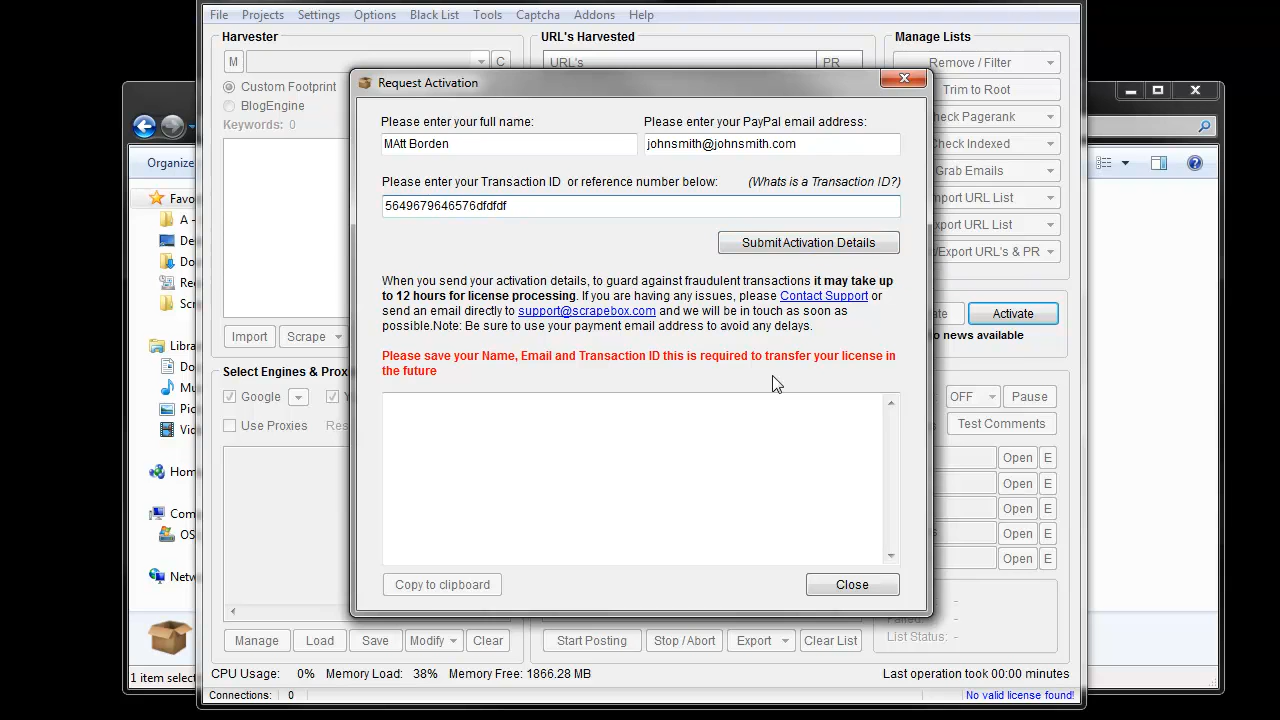 File Projects Settings Options Black List Tools Captcha Addons Help
Harvester URL's Harvested Manage Lists
M C URL's PR Remove / Filter
Request Activation
Custom Footprint Trim to Root
BlogEngine Check Pagerank
Keywords: 0
Please enter your full name: Please enter your PayPal email address:
MAtt Borden johnsmith@johnsmith.com Check Indexed
Organize
Grab Emails
Please enter your Transaction ID or reference number below: (Whats is a Transaction ID?)
Favo Import URL List
5649679646576dfdfdf
A - Export URL List
De Submit Activation Details /Export URL's & PR
Do
Rec
Scr
When you send your activation details, to guard against fraudulent transactions it may take up
to 12 hours for license processing. If you are having any issues, please Contact Support or
send an email directly to support@scrapebox.com and we will be in touch as soon as
possible.Note: Be sure to use your payment email address to avoid any delays.
ate Activate
Import Scrape o news available
Libra
Please save your Name, Email and Transaction ID this is required to transfer your license in
the future
Do
Select Engines & Proxi
Mu
Google Y OFF Pause
Pic
Use Proxies Res Test Comments
Vid
Open E
Hom
Open E
Com Open E
OS Open E
Open E
Netw
Copy to clipboard Close
Failed: -
List Status: -
Manage Load Save Modify Clear Start Posting Stop / Abort Export Clear List
CPU Usage: 0% Memory Load: 38% Memory Free: 1866.28 MB Last operation took 00:00 minutes
1 item select
Connections: 0 No valid license found!